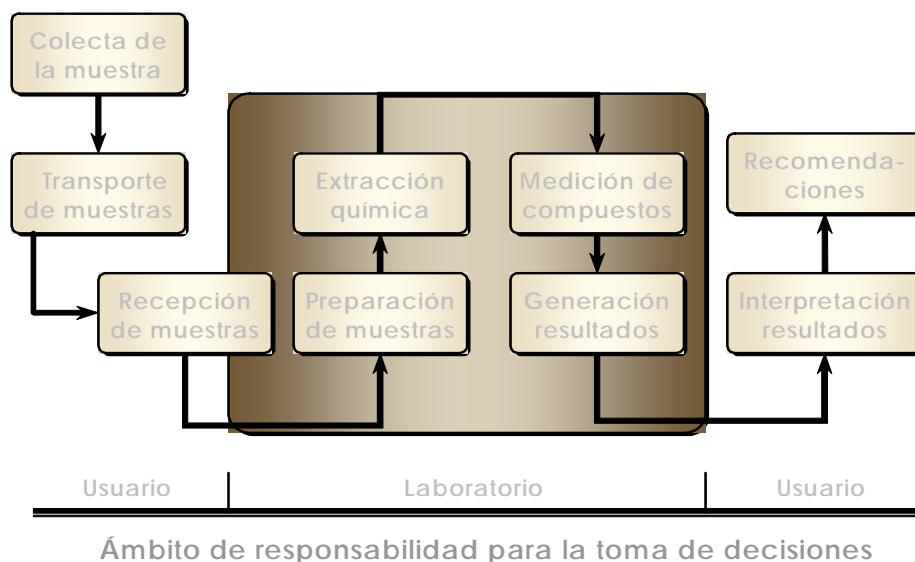 Colecta de
la muestra
Transporte
de muestras
Recepción
de muestras
Preparación
de muestras
Extracción
química
Medición de
compuestos
Generación
resultados
Interpretación
resultados
Recomenda-
ciones
Usuario
Laboratorio
Usuario
Ámbito de responsabilidad para la toma de decisiones